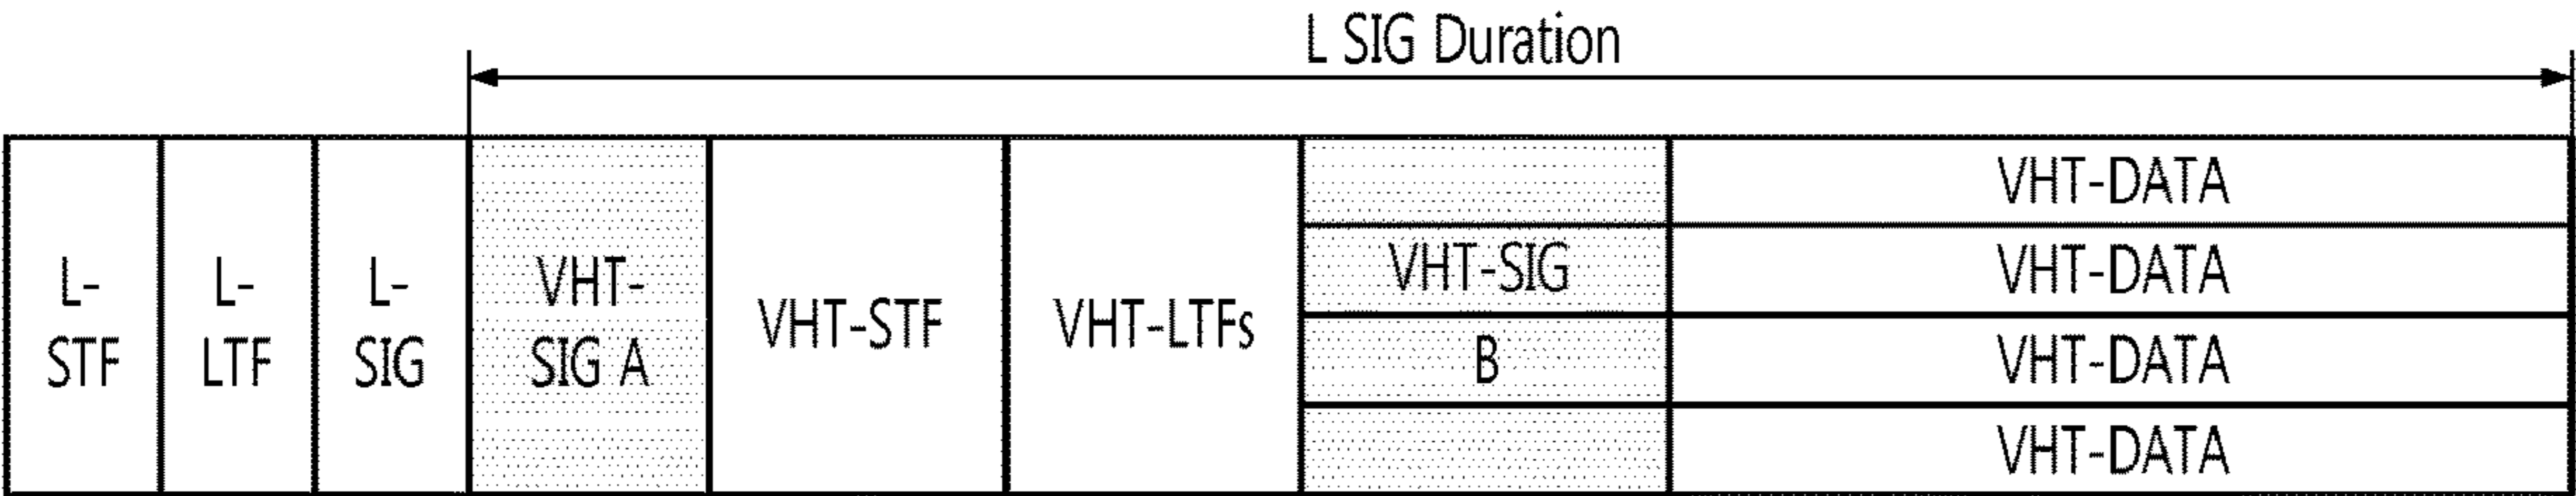 L SIG Duration
L-
STF
L-
LTF
L-
SIG
VHT-
SIG A
VHT-STF
VHT-LTFs
VHT-SIG
B
VHT-DATA
VHT-DATA
VHT-DATA
VHT-DATA